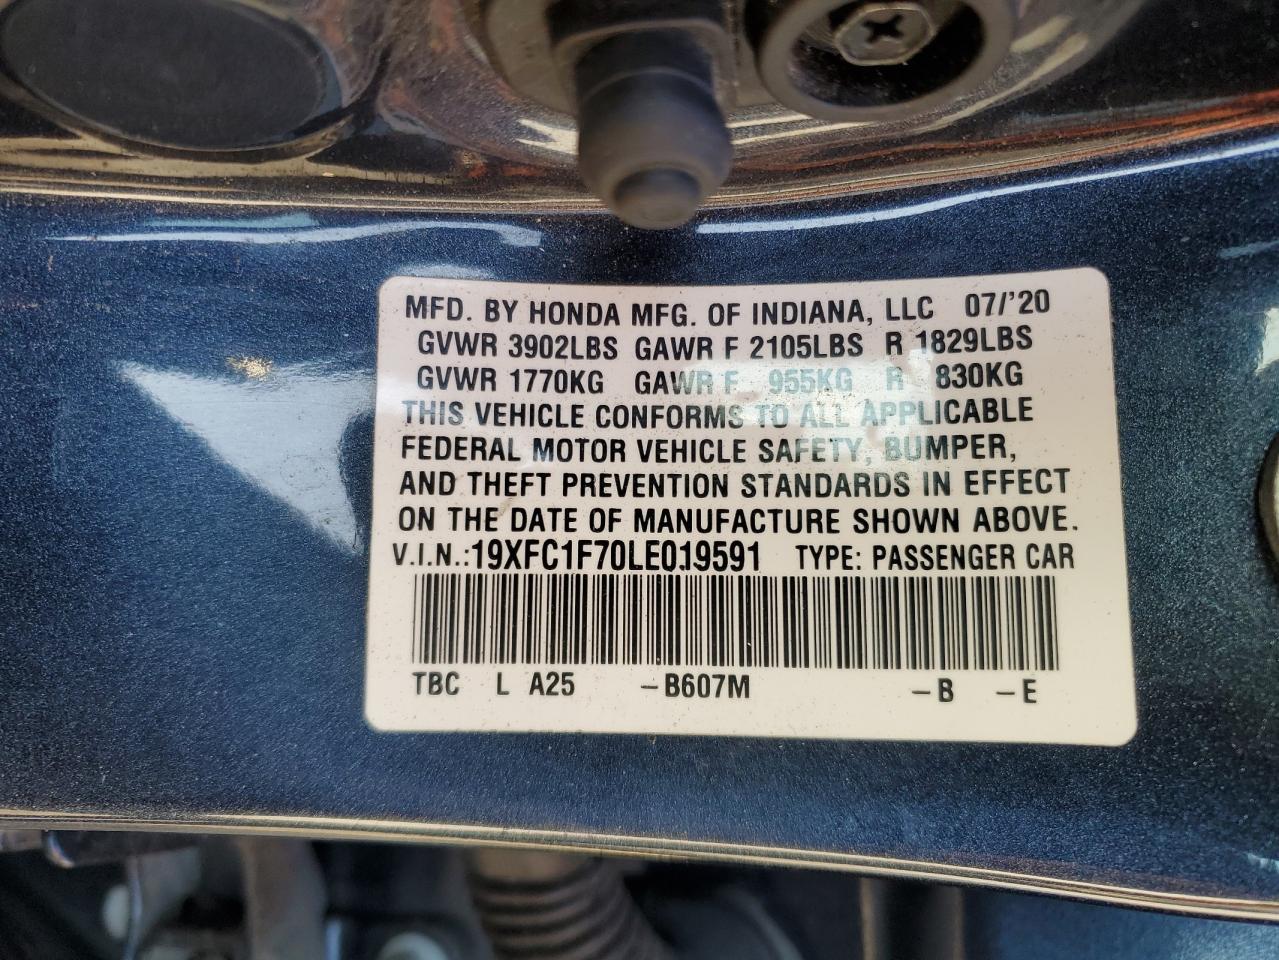 MFD. BY HONDA MFG. OF INDIANA, LLC 07/'20
GVWR 3902LBS GAWR F 2105LBS R 1829LBS
GVWR 1770KG GAWR F 955KG R 830KG
THIS VEHICLE CONFORMS TO ALL APPLICABLE
FEDERAL MOTOR VEHICLE SAFETY, BUMPER,
AND THEFT PREVENTION STANDARDS IN EFFECT
ON THE DATE OF MANUFACTURE SHOWN ABOVE.
V.I.N.:19XFC1F70LE019591 TYPE: PASSENGER CAR
TBC L A25 –B607M –B –E